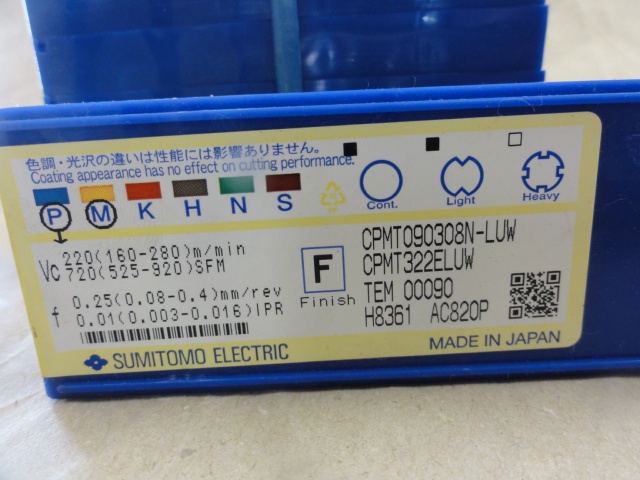 色調・光沢の違いは性能には影響ありません。
Coating appearance has no effect on cutting performance.
P M K H N S
Cont. Light Heavy
Vc 220(160-280)m/min
720(525-920)SFM
f 0.25(0.08-0.4)mm/rev
0.01(0.003-0.016)IPR
F
Finish
CPMT090308N-LUW
CPMT322ELUW
TEM 00090
H8361 AC820P
SUMITOMO ELECTRIC
MADE IN JAPAN